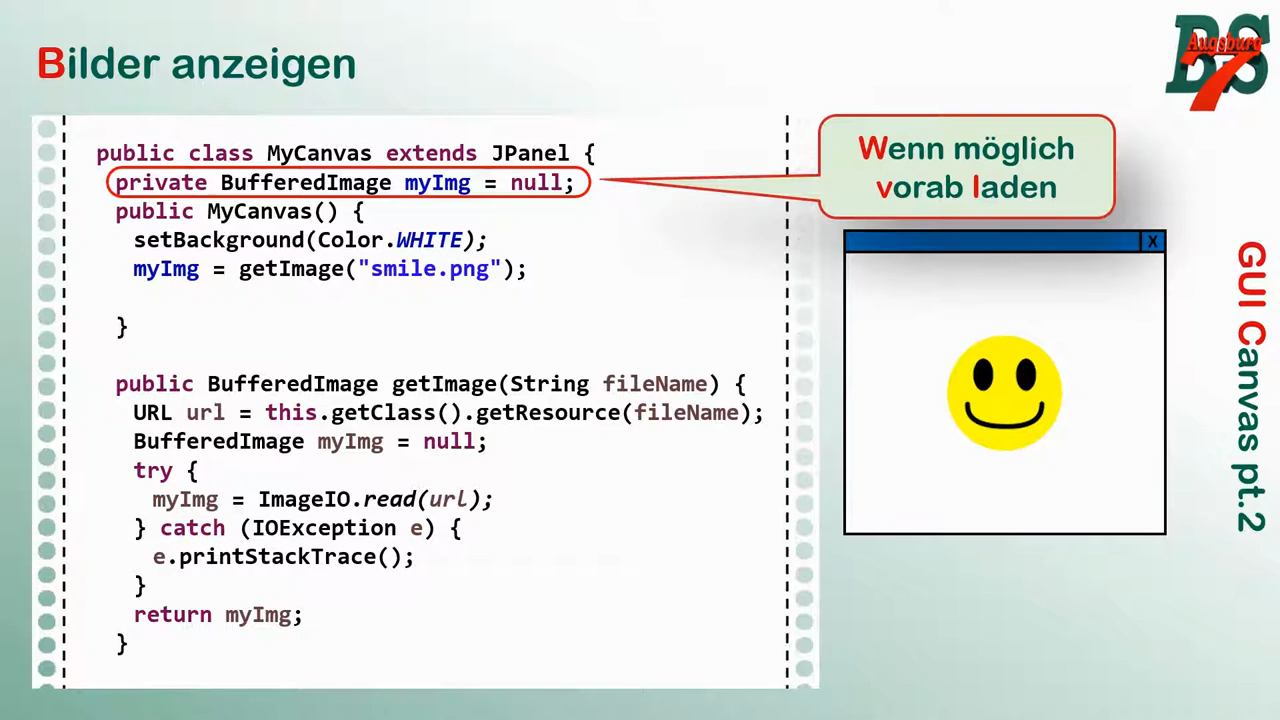 Bilder anzeigen
BS
Augsburg
7
public class MyCanvas extends JPanel {
private BufferedImage myImg = null;
public MyCanvas() {
setBackground(Color.WHITE);
myImg = getImage("smile.png");
}
public BufferedImage getImage(String fileName) {
URL url = this.getClass().getResource(fileName);
BufferedImage myImg = null;
try {
myImg = ImageIO.read(url);
} catch (IOException e) {
e.printStackTrace();
}
return myImg;
}
Wenn möglich
vorab laden
X
GUI Canvas pt.2